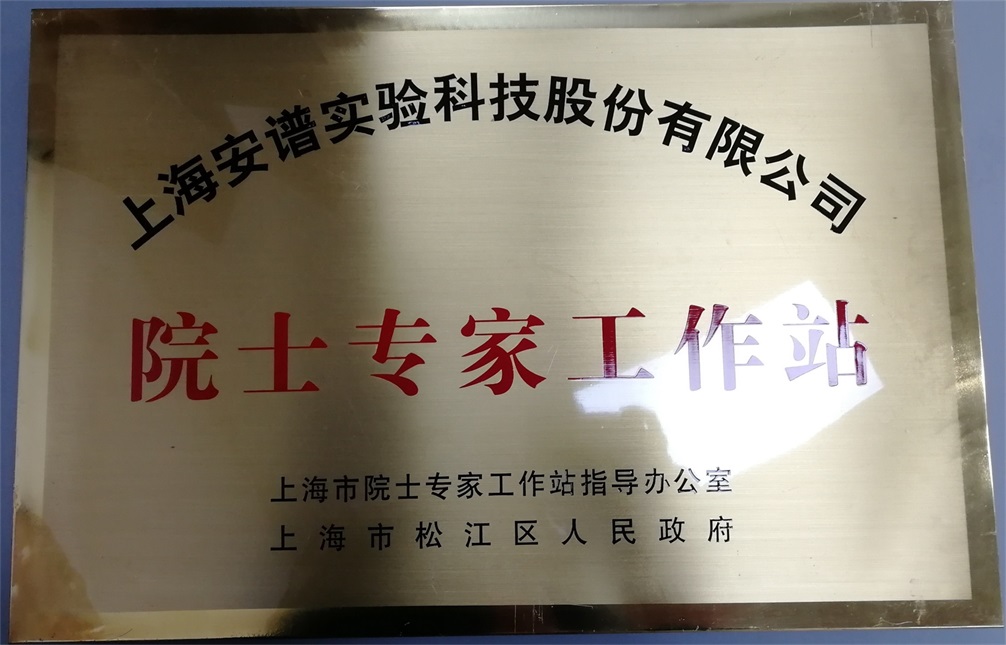 上海安谱实验科技股份有限公司
院士专家工作站
上海市院士专家工作站指导办公室
上海市松江区人民政府